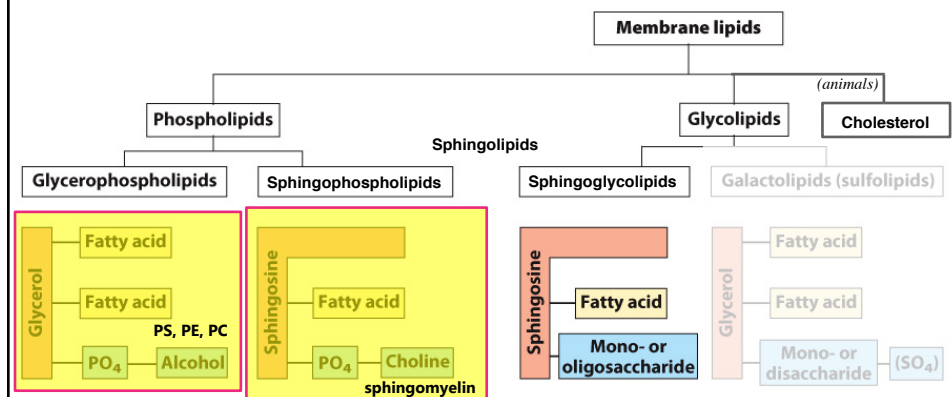 Membrane lipids
(animals)
Phospholipids
Glycolipids
Cholesterol
Sphingolipids
Glycerophospholipids
Sphingophospholipids
Sphingoglycolipids
Galactolipids (sulfolipids)
Glycerol
Fatty acid
Fatty acid
PS, PE, PC
PO₄
Alcohol
Sphingosine
Fatty acid
PO₄
Choline
sphingomyelin
Sphingosine
Fatty acid
Mono- or
oligosaccharide
Glycerol
Fatty acid
Fatty acid
Mono- or
disaccharide
(SO₄)